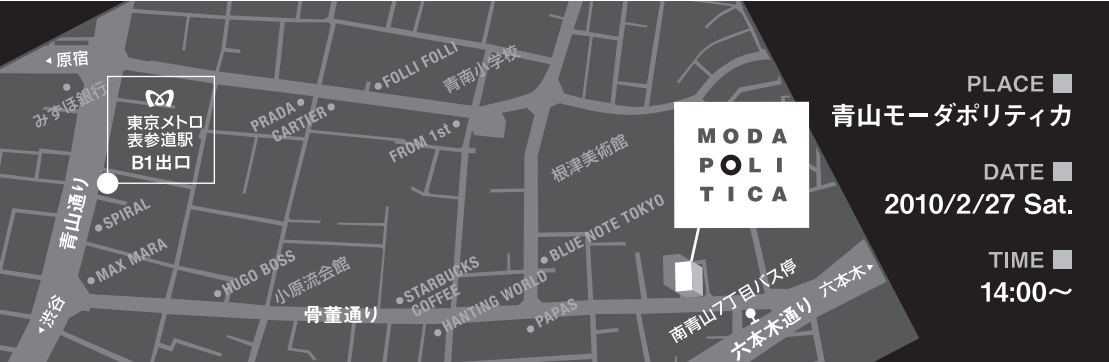 ◂原宿
みずほ銀行
東京メトロ
表参道駅
B1出口
青山通り
◂渋谷
SPIRAL
MAX MARA
HUGO BOSS
小原流会館
骨董通り
PRADA
CARTIER
FOLLI FOLLI
青南小学校
FROM 1st
根津美術館
BLUE NOTE TOKYO
STARBUCKS
COFFEE
HANTING WORLD
PAPAS
MODA
POLI
TICA
南青山7丁目バス停
六本木通り
六本木▸
PLACE
青山モーダポリティカ
DATE
2010/2/27 Sat.
TIME
14:00〜